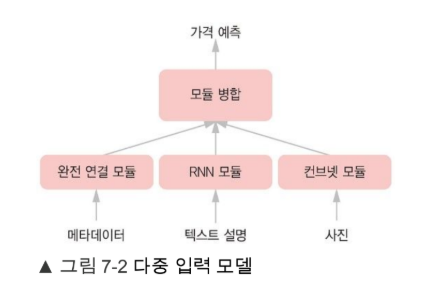 가격 예측
모듈 병합
완전 연결 모듈 RNN 모듈 컨브넷 모듈
메타데이터 텍스트 설명 사진
▲ 그림 7-2 다중 입력 모델